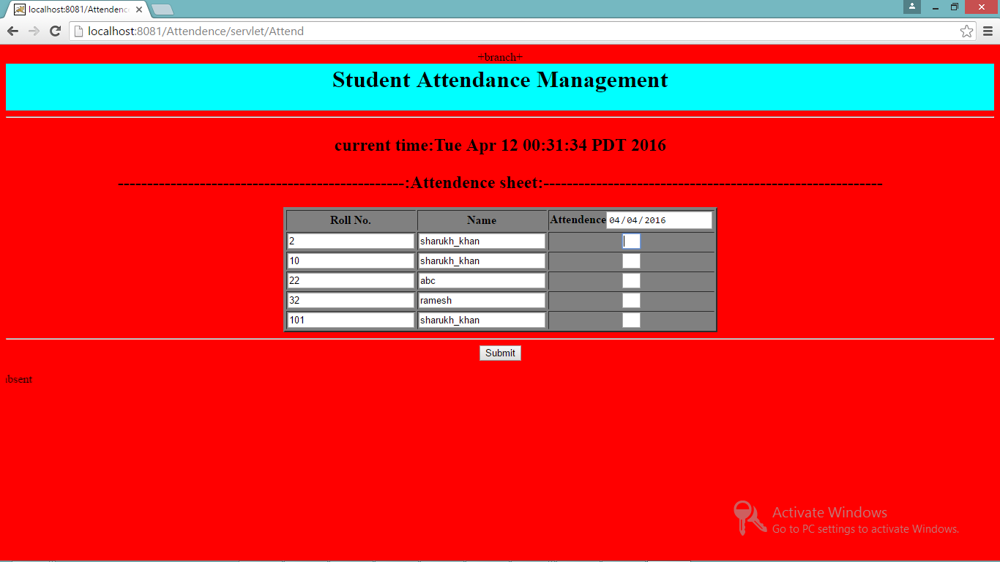 localhost:8081/Attendence
localhost:8081/Attendence/servlet/Attend
+branch+
Student Attendance Management
current time:Tue Apr 12 00:31:34 PDT 2016
-------------------------------------------------:Attendence sheet:----------------------------------------------------------
Roll No. Name Attendence 04/04/2016
2 sharukh_khan
10 sharukh_khan
22 abc
32 ramesh
101 sharukh_khan
Submit
absent
Activate Windows
Go to PC settings to activate Windows.